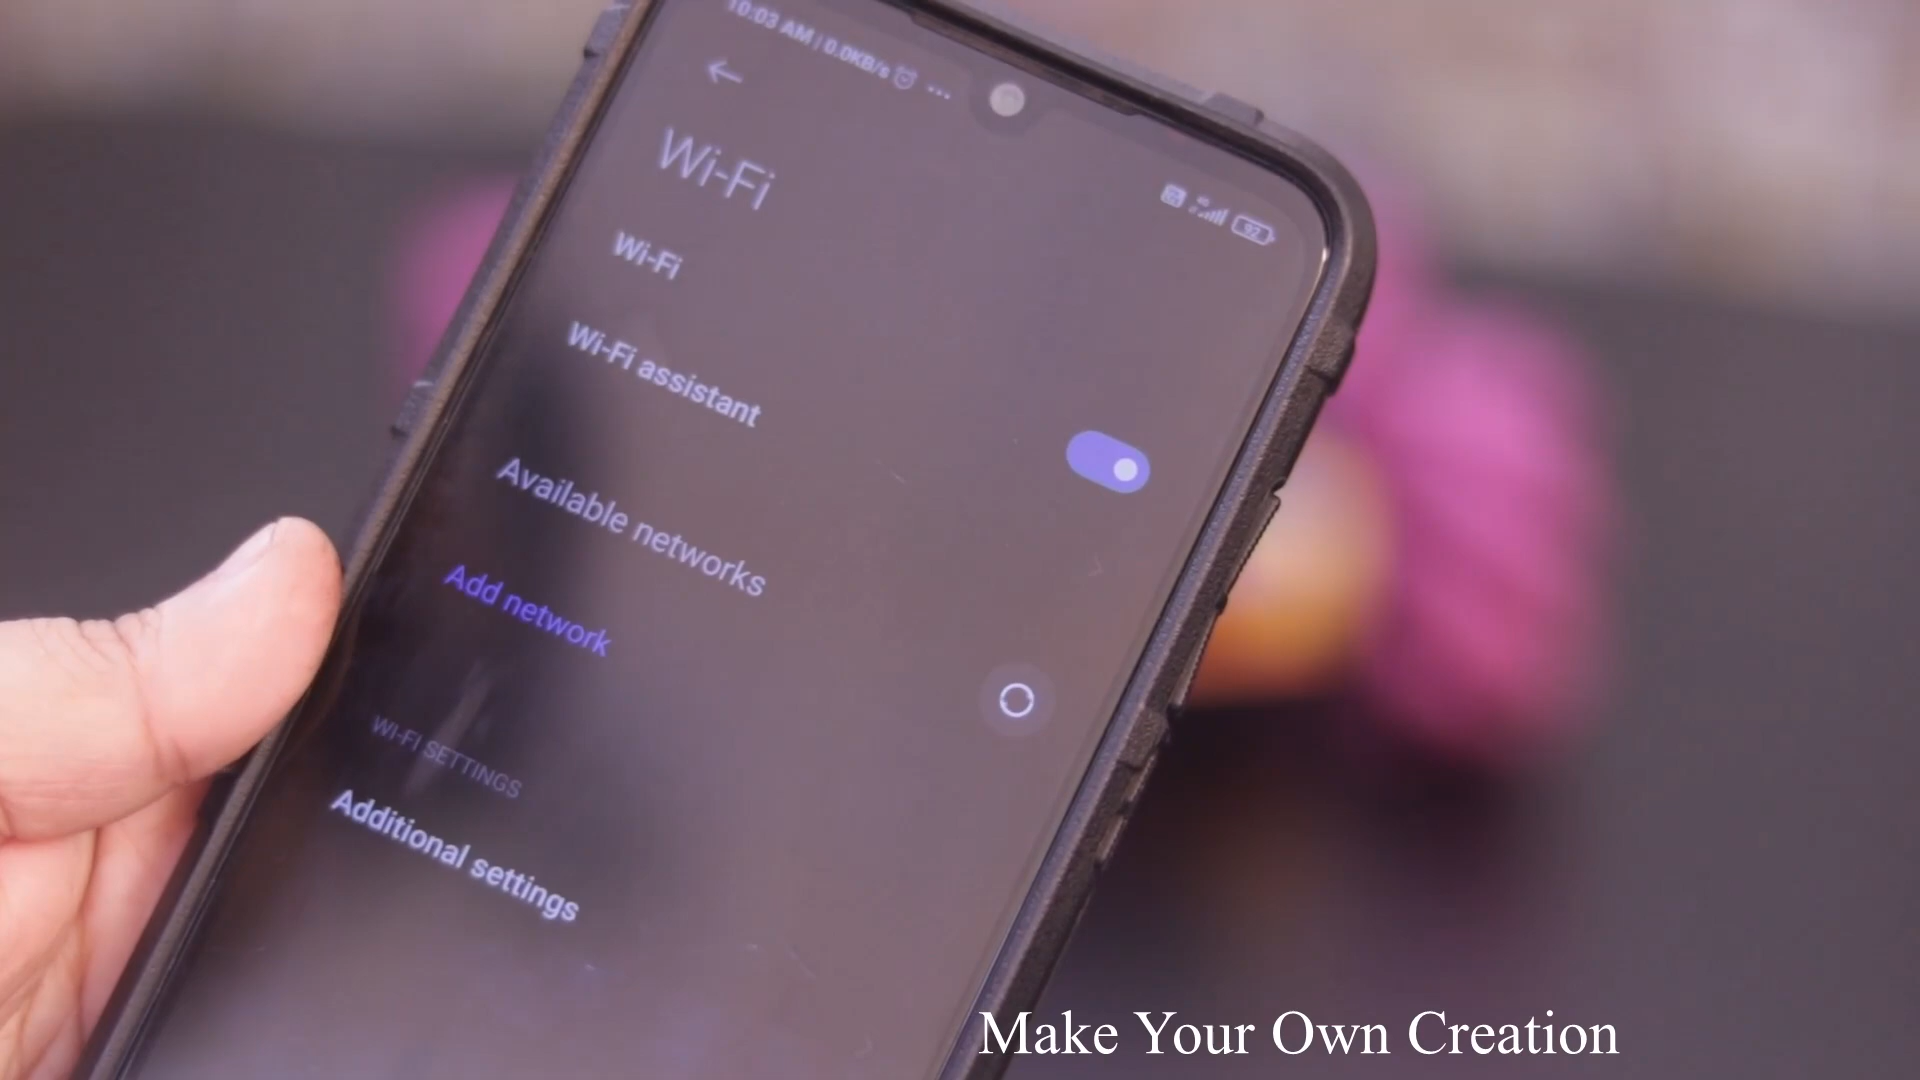 10:03 AM | 0.0KB/s ...
92
Wi-Fi
Wi-Fi
Wi-Fi assistant
Available networks
Add network
WI-FI SETTINGS
Additional settings
Make Your Own Creation